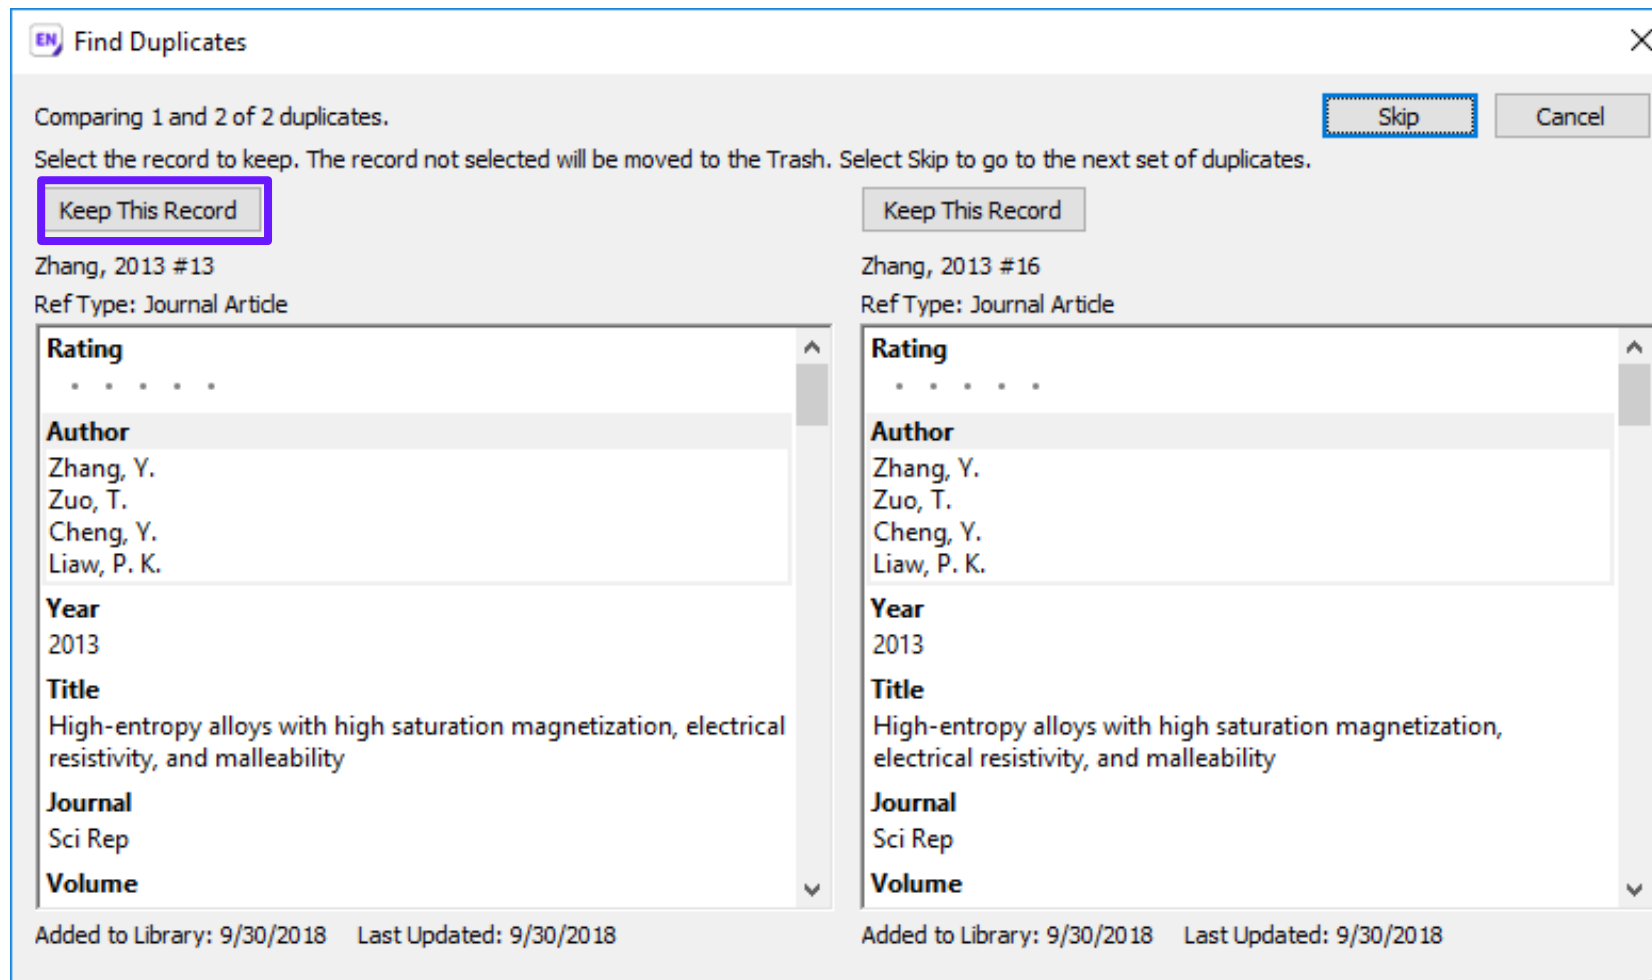 EN Find Duplicates
Comparing 1 and 2 of 2 duplicates.
Skip
Cancel
Select the record to keep. The record not selected will be moved to the Trash. Select Skip to go to the next set of duplicates.
Keep This Record
Zhang, 2013 #13
Ref Type: Journal Article
Rating
Author
Zhang, Y.
Zuo, T.
Cheng, Y.
Liaw, P. K.
Year
2013
Title
High-entropy alloys with high saturation magnetization, electrical
resistivity, and malleability
Journal
Sci Rep
Volume
Added to Library: 9/30/2018 Last Updated: 9/30/2018
Keep This Record
Zhang, 2013 #16
Ref Type: Journal Article
Rating
Author
Zhang, Y.
Zuo, T.
Cheng, Y.
Liaw, P. K.
Year
2013
Title
High-entropy alloys with high saturation magnetization,
electrical resistivity, and malleability
Journal
Sci Rep
Volume
Added to Library: 9/30/2018 Last Updated: 9/30/2018